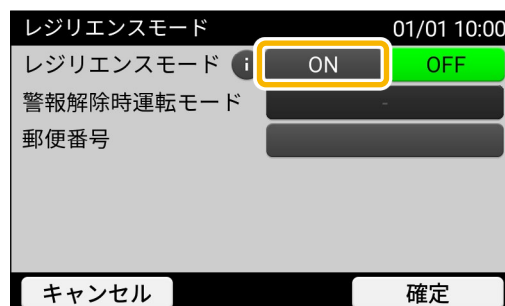 レジリエンスモード 01/01 10:00
レジリエンスモード i ON OFF
警報解除時運転モード -
郵便番号
キャンセル 確定